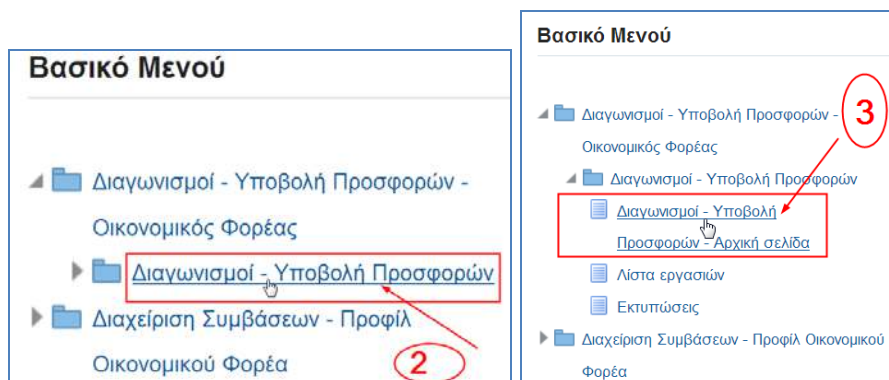 Βασικό Μενού
Διαγωνισμοί - Υποβολή Προσφορών -
Οικονομικός Φορέας
Διαγωνισμοί - Υποβολή Προσφορών
Διαχείριση Συμβάσεων - Προφίλ
Οικονομικού Φορέα
2
Βασικό Μενού
Διαγωνισμοί - Υποβολή Προσφορών -
Οικονομικός Φορέας
3
Διαγωνισμοί - Υποβολή Προσφορών
Διαγωνισμοί - Υποβολή
Προσφορών - Αρχική σελίδα
Λίστα εργασιών
Εκτυπώσεις
Διαχείριση Συμβάσεων - Προφίλ Οικονομικού
Φορέα